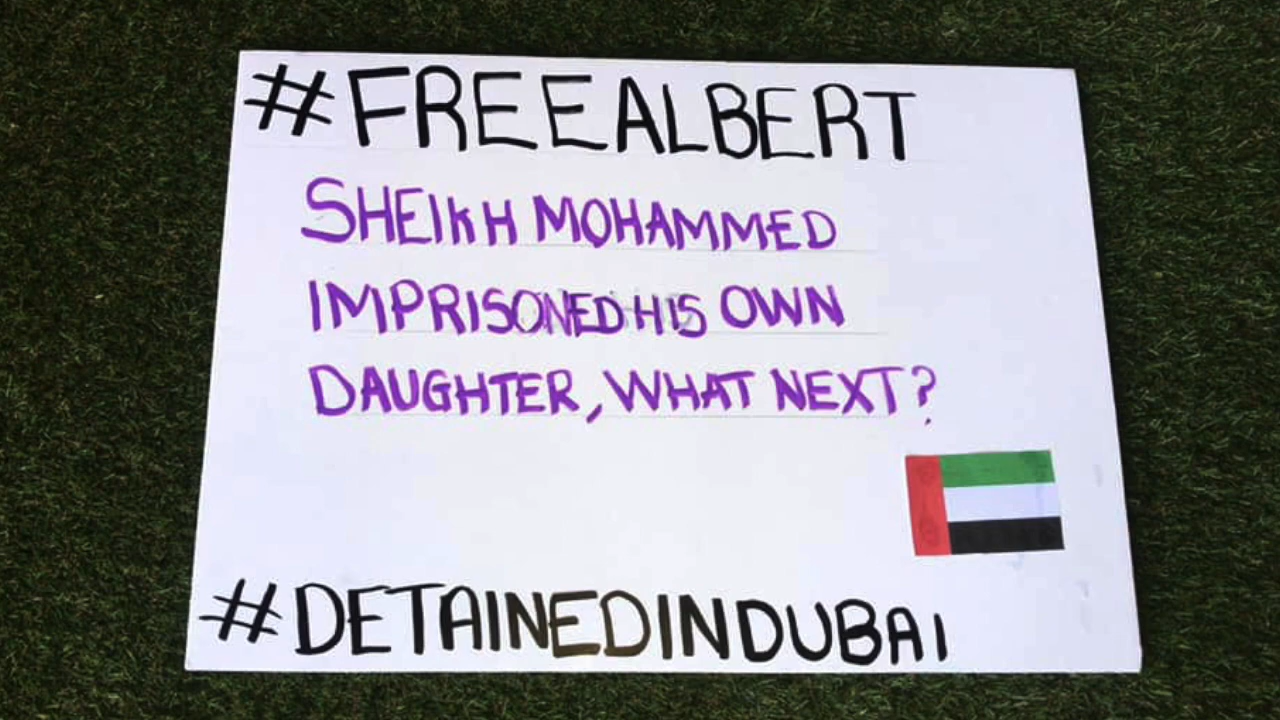 #FREEALBERT
SHEIKH MOHAMMED
IMPRISONED HIS OWN
DAUGHTER, WHAT NEXT?
#DETAINEDINDUBAI